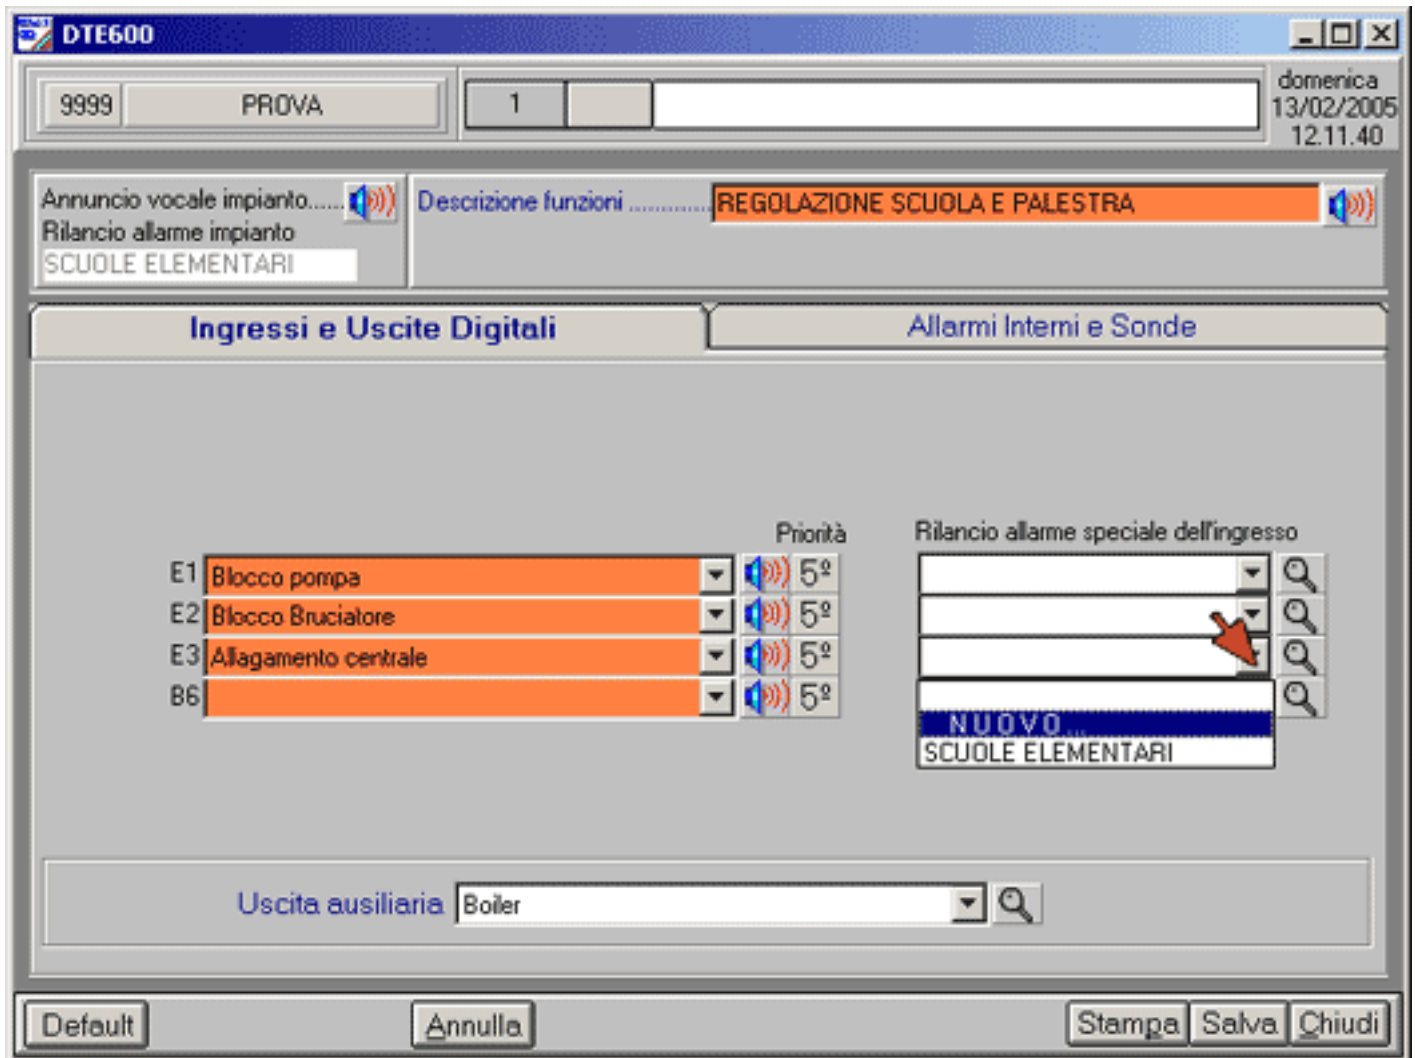 DTE600
9999 PROVA 1
domenica
13/02/2005
12.11.40
Annuncio vocale impianto......
Rilancio allarme impianto
SCUOLE ELEMENTARI
Descrizione funzioni ............. REGOLAZIONE SCUOLA E PALESTRA
Ingressi e Uscite Digitali
Allarmi Interni e Sonde
Priorità
Rilancio allarme speciale dell'ingresso
E1 Blocco pompa 5º
E2 Blocco Bruciatore 5º
E3 Allagamento centrale 5º
B6 5º
N U O V O ...
SCUOLE ELEMENTARI
Uscita ausiliaria Boiler
Default
Annulla
Stampa
Salva
Chiudi